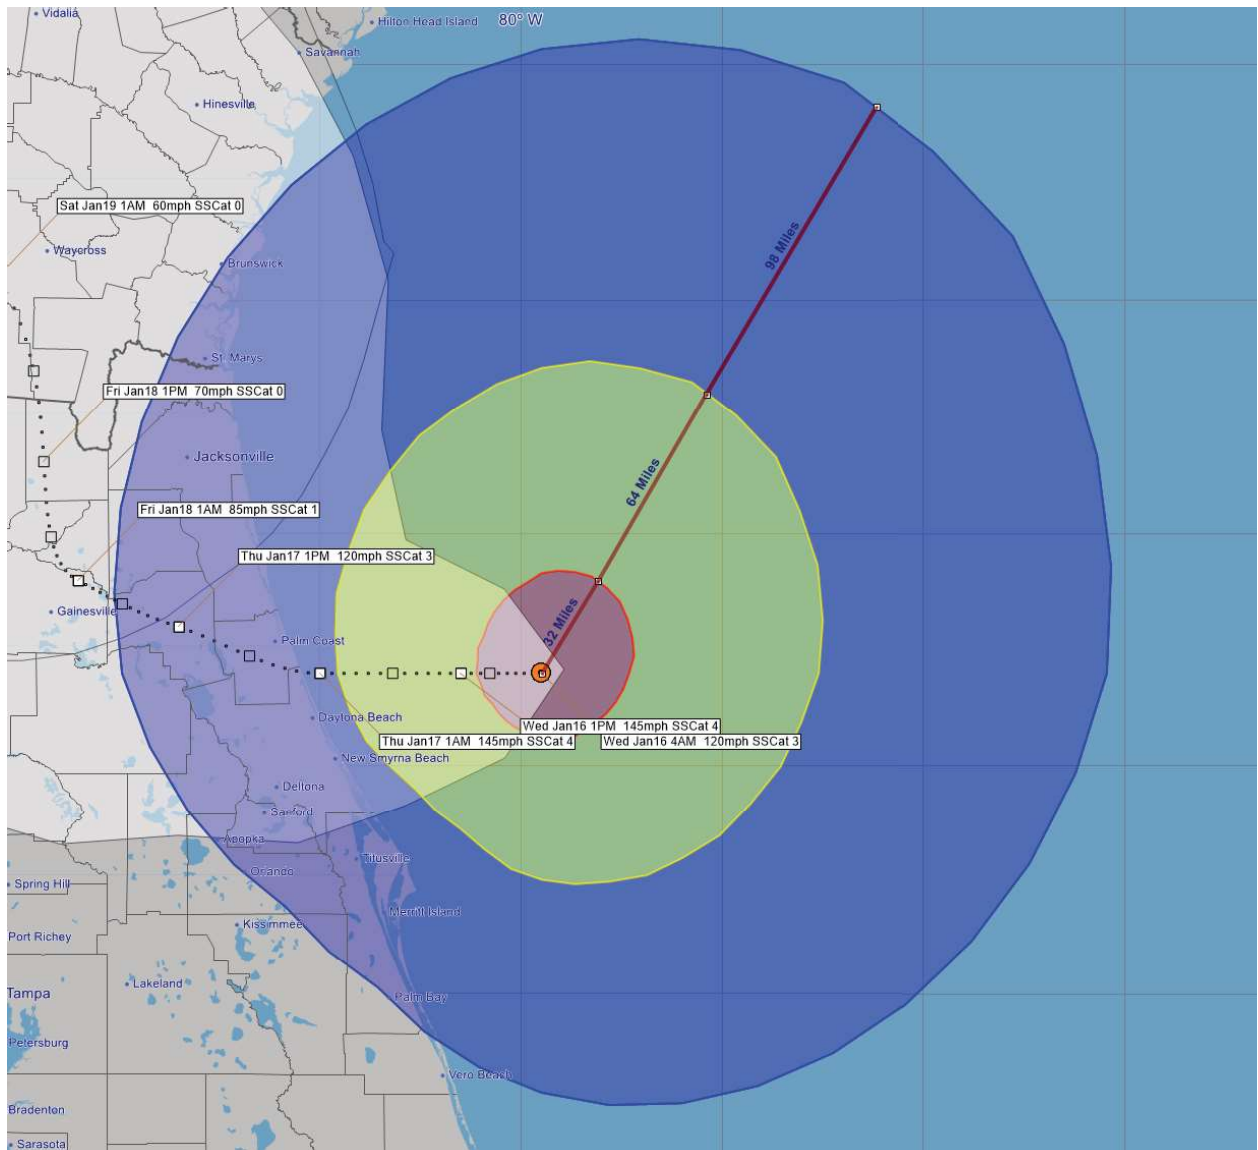 Vidalia
Hilton Head Island
80° W
Savannah
Hinesville
98 Miles
Sat Jan19 1AM 60mph SSCat 0
Waycross
Brunswick
St. Marys
Fri Jan18 1PM 70mph SSCat 0
Jacksonville
64 Miles
Fri Jan18 1AM 85mph SSCat 1
Thu Jan17 1PM 120mph SSCat 3
Gainesville
32 Miles
Palm Coast
Daytona Beach
Wed Jan16 1PM 145mph SSCat 4
Thu Jan17 1AM 145mph SSCat 4
Wed Jan16 4AM 120mph SSCat 3
New Smyrna Beach
Deltona
Sanford
Apopka
Titusville
Orlando
Spring Hill
Merritt Island
Kissimmee
Port Richey
Lakeland
Tampa
Palm Bay
Petersburg
Vero Beach
Bradenton
Sarasota